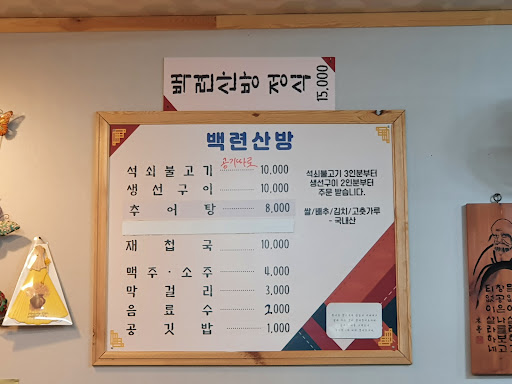 백련산방 정식 15,000
백련산방
석쇠불고기 공기따로 10,000
생선구이 10,000
추어탕 8,000
재첩국 10,000
맥주·소주 4,000
막걸리 3,000
음료수 2,000
공깃밥 1,000
석쇠불고기 3인분부터
생선구이 2인분부터
주문 받습니다.
쌀/배추/김치/고춧가루
- 국내산